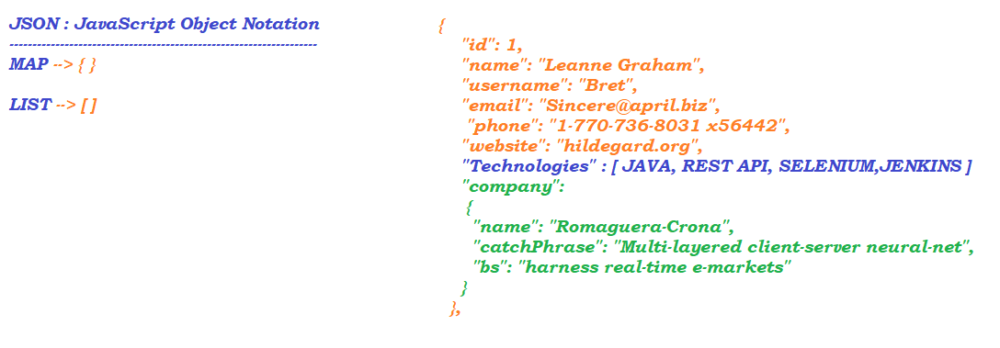 JSON : JavaScript Object Notation
-------------------------------------------------------------------
MAP --> { }
LIST --> [ ]
{
"id": 1,
"name": "Leanne Graham",
"username": "Bret",
"email": "Sincere@april.biz",
"phone": "1-770-736-8031 x56442",
"website": "hildegard.org",
"Technologies" : [ JAVA, REST API, SELENIUM,JENKINS ]
"company":
{
"name": "Romaguera-Crona",
"catchPhrase": "Multi-layered client-server neural-net",
"bs": "harness real-time e-markets"
}
},